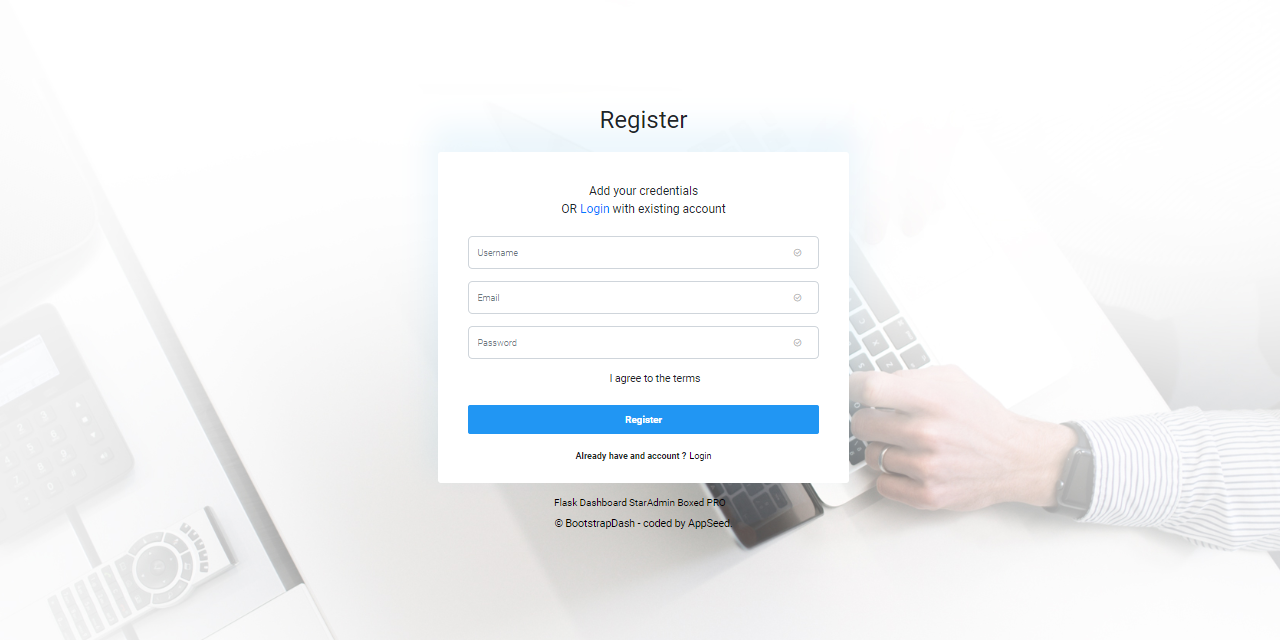 Register
Add your credentials
OR Login with existing account
Username
Email
Password
I agree to the terms
Register
Already have and account ? Login
Flask Dashboard StarAdmin Boxed PRO
© BootstrapDash - coded by AppSeed.